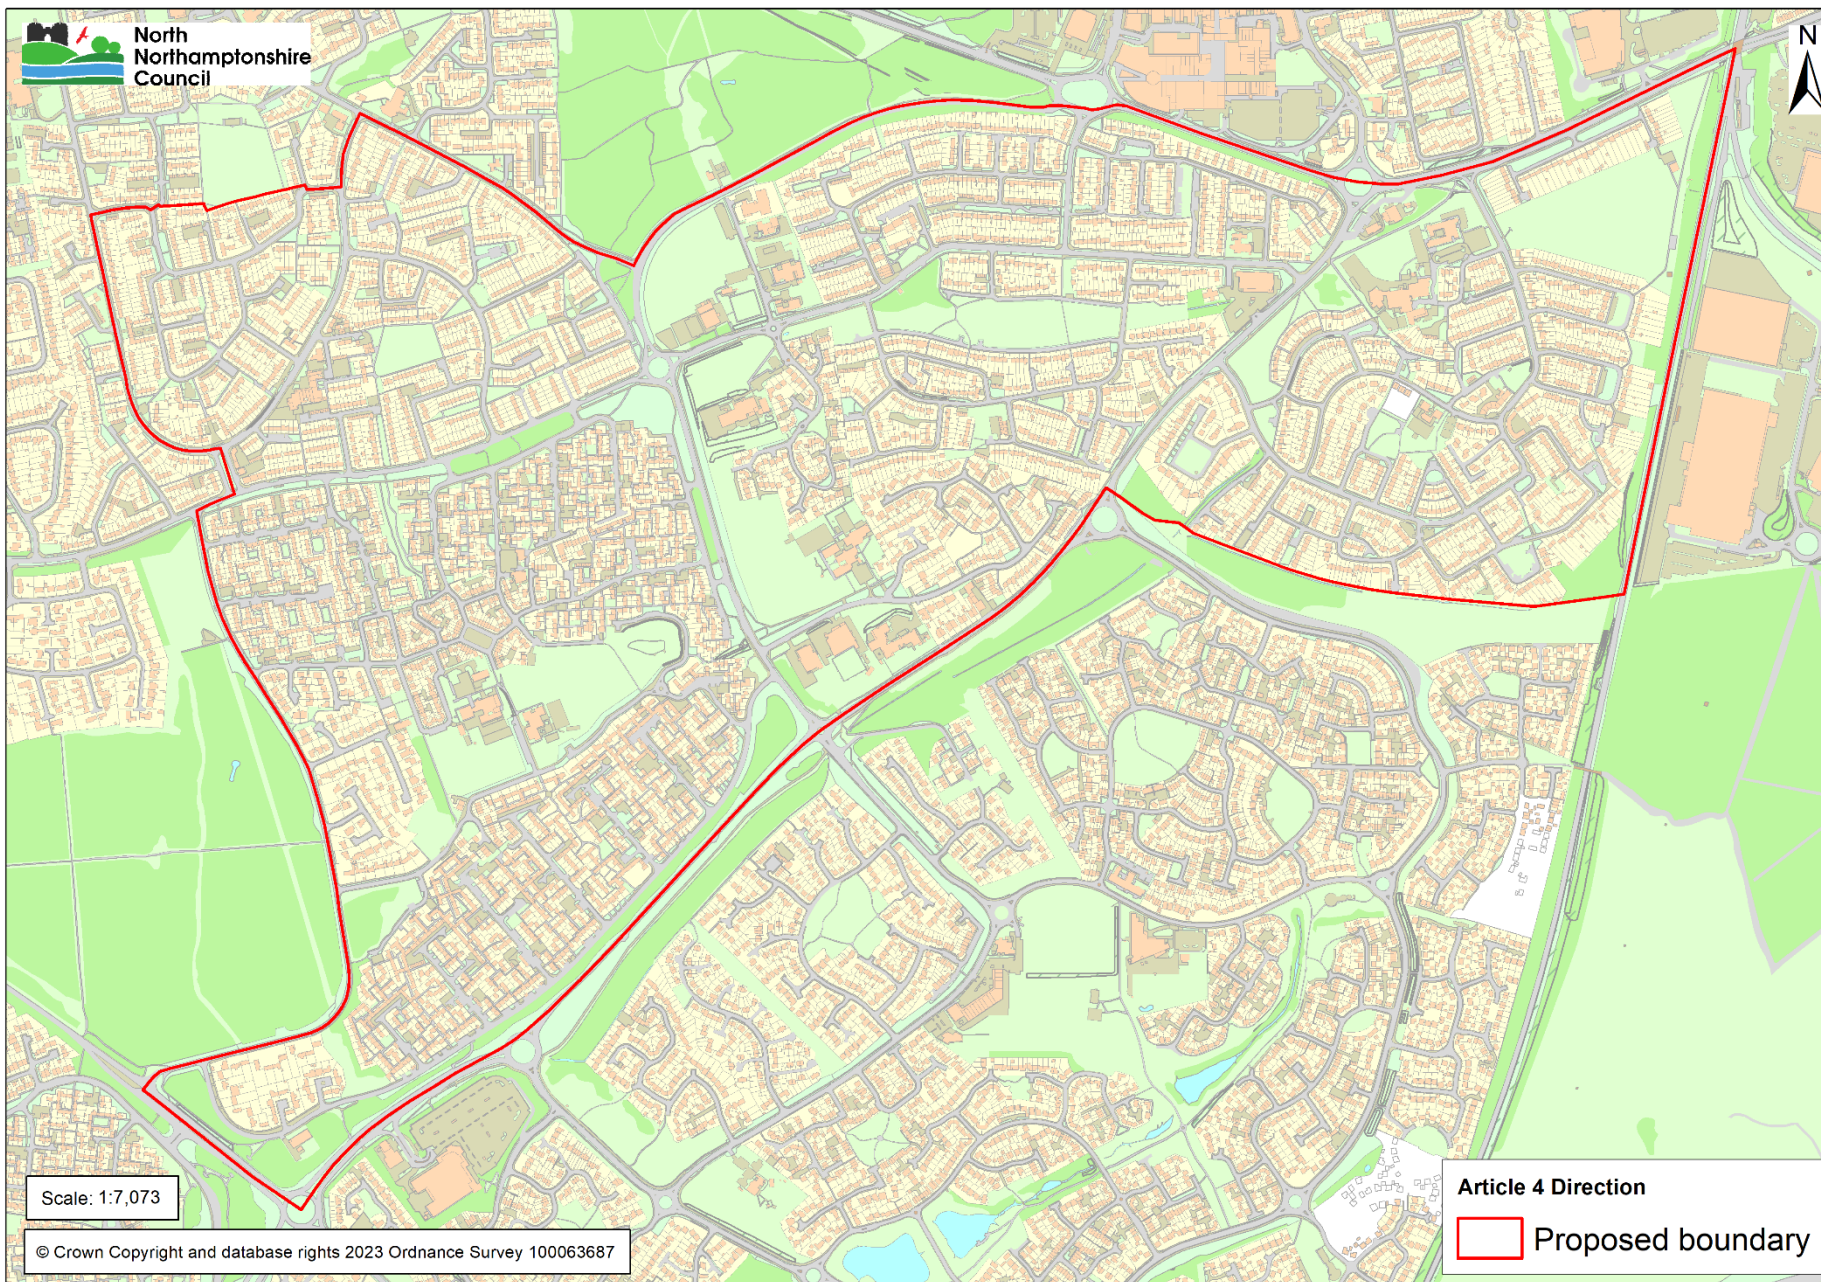 North
Northamptonshire
Council
N
Scale: 1:7,073
© Crown Copyright and database rights 2023 Ordnance Survey 100063687
Article 4 Direction
Proposed boundary